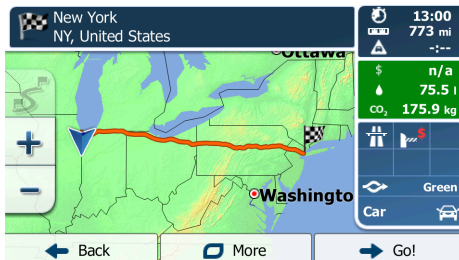 New York
NY, United States
13:00
773 mi
-:--
$ n/a
75.5 l
CO₂ 175.9 kg
$
Green
Car
Ottawa
Washingto
Back
More
Go!